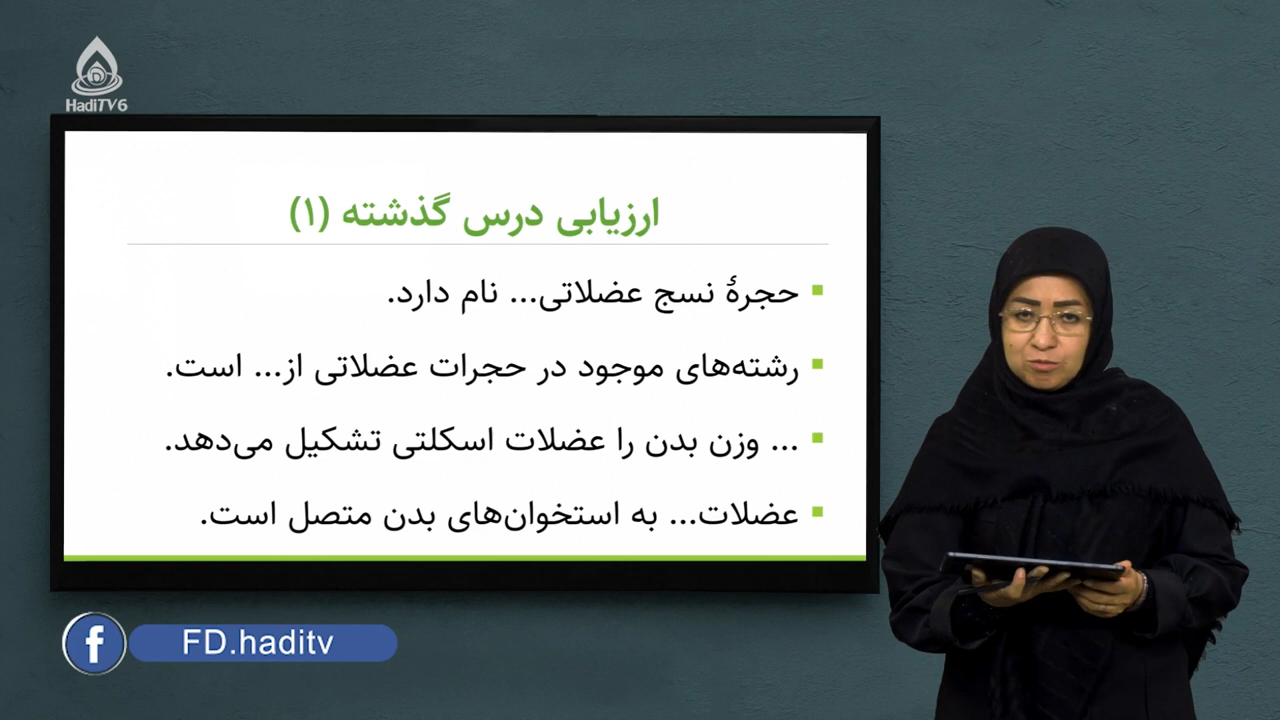 HadiTV6
ارزیابی درس گذشته (۱)
حجرهٔ نسج عضلاتی... نام دارد.
رشته‌های موجود در حجرات عضلاتی از... است.
... وزن بدن را عضلات اسکلتی تشکیل می‌دهد.
عضلات... به استخوان‌های بدن متصل است.
f FD.haditv